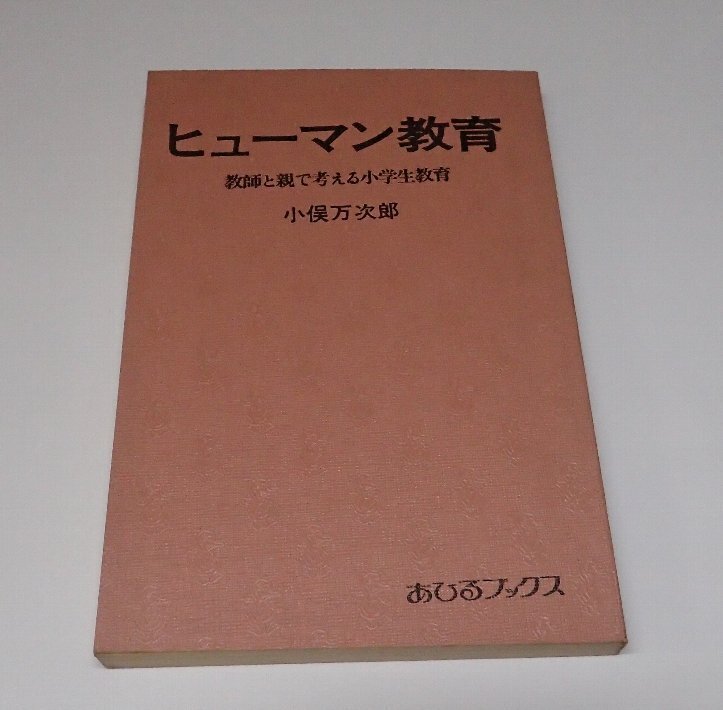 ヒューマン教育
教師と親で考える小学生教育
小俣万次郎
あひるブックス